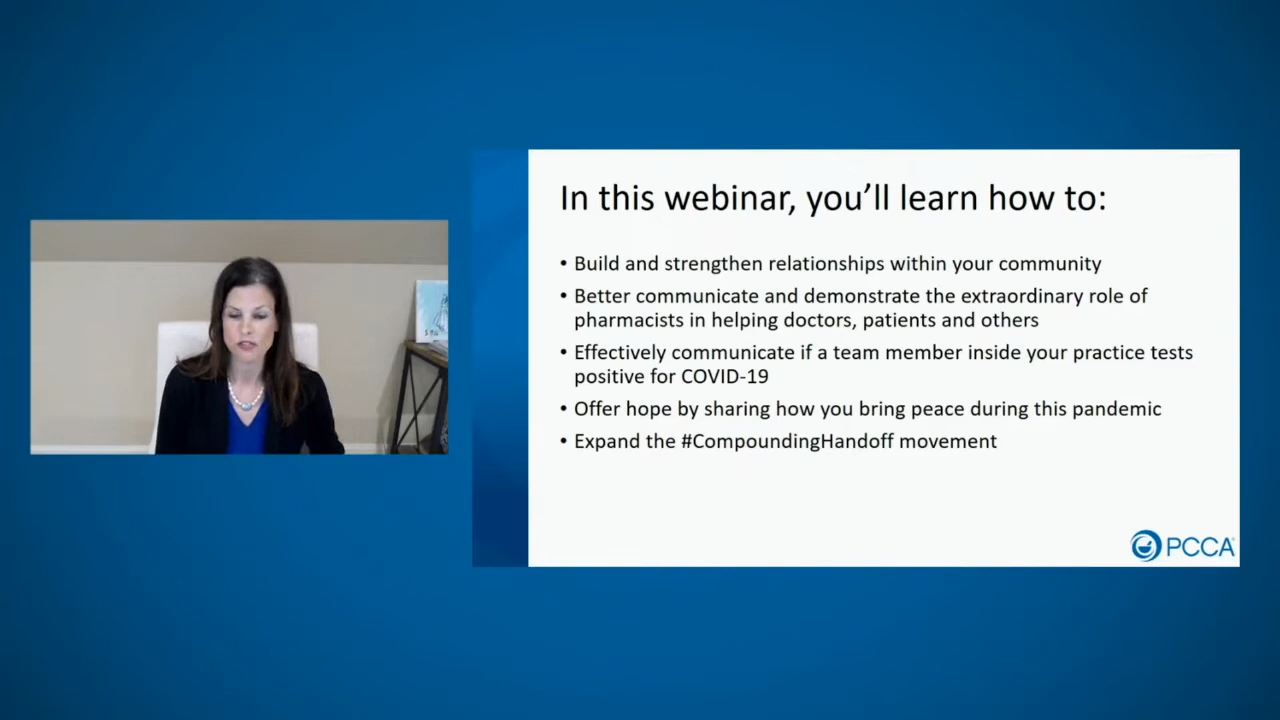 In this webinar, you’ll learn how to:
• Build and strengthen relationships within your community
• Better communicate and demonstrate the extraordinary role of
pharmacists in helping doctors, patients and others
• Effectively communicate if a team member inside your practice tests
positive for COVID-19
• Offer hope by sharing how you bring peace during this pandemic
• Expand the #CompoundingHandoff movement
PCCA